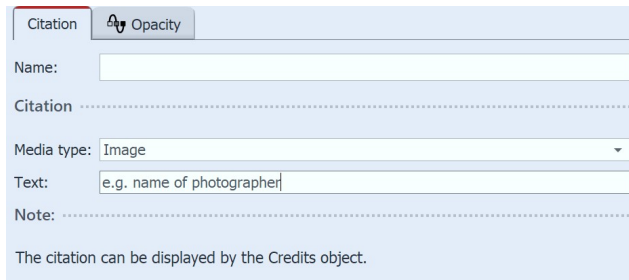 Citation Opacity
Name:
Citation
Media type: Image
Text: e.g. name of photographer
Note:
The citation can be displayed by the Credits object.